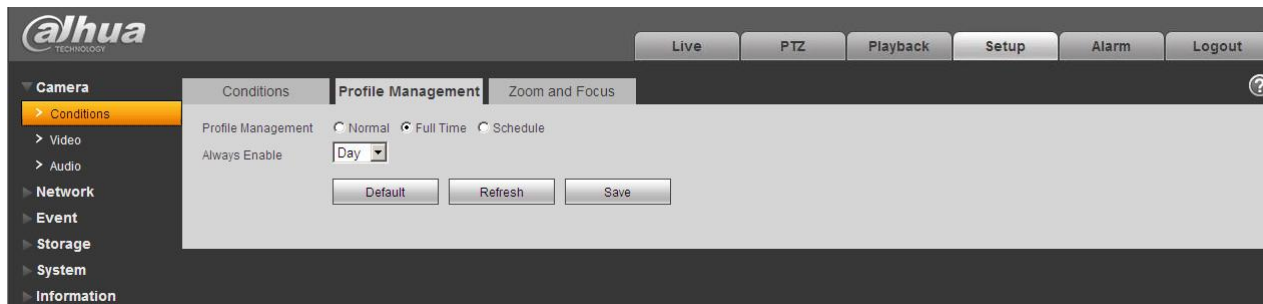 alhua
TECHNOLOGY
Live PTZ Playback Setup Alarm Logout
Camera
Conditions
Video
Audio
Network
Event
Storage
System
Information
Conditions Profile Management Zoom and Focus
Profile Management Normal Full Time Schedule
Always Enable Day
Default Refresh Save